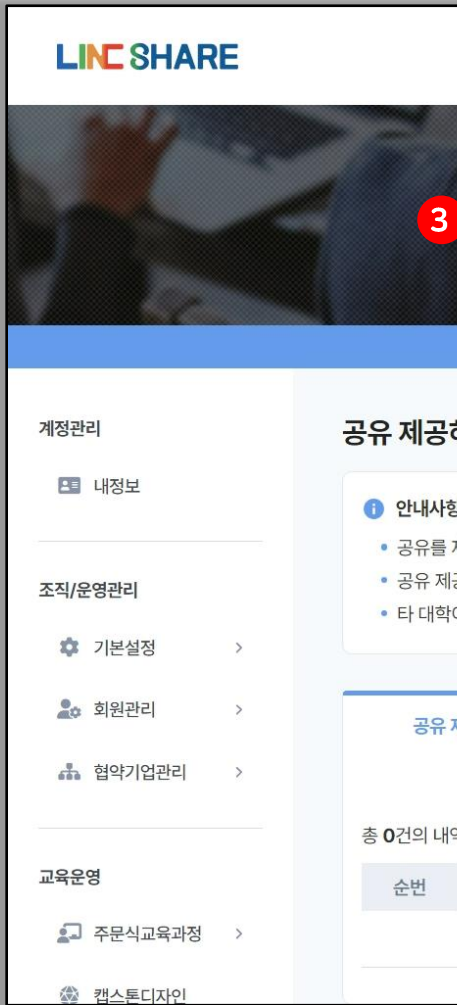 LINC SHARE
3
계정관리
내정보
조직/운영관리
기본설정
회원관리
협약기업관리
교육운영
주문식교육과정
캡스톤디자인
공유 제공
안내사항
공유를
공유 제
타 대학
공유
총 0건의 내
순번